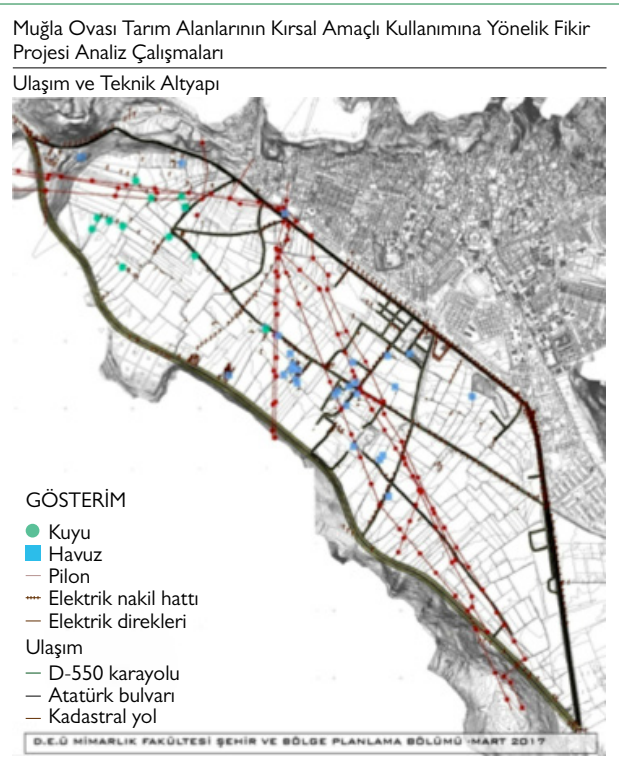 Muğla Ovası Tarım Alanlarının Kırsal Amaçlı Kullanımına Yönelik Fikir
Projesi Analiz Çalışmaları
Ulaşım ve Teknik Altyapı
GÖSTERİM
Kuyu
Havuz
Pilon
Elektrik nakil hattı
Elektrik direkleri
Ulaşım
D-550 karayolu
Atatürk bulvarı
Kadastral yol
D.E.Ü MİMARLIK FAKÜLTESİ ŞEHİR VE BÖLGE PLANLAMA BÖLÜMÜ -MART 2017